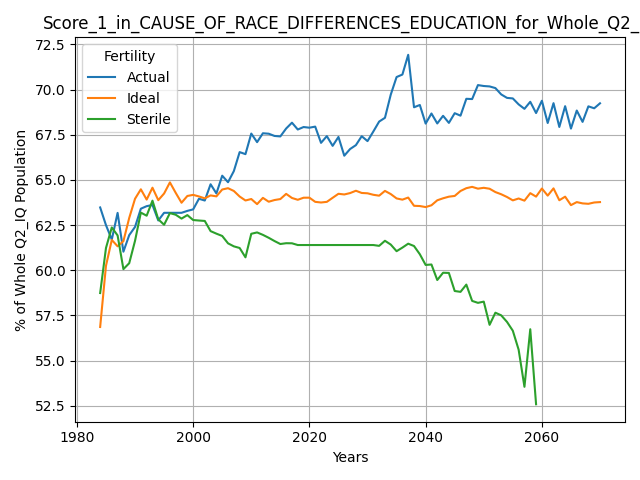 Score_1_in_CAUSE_OF_RACE_DIFFERENCES_EDUCATION_for_Whole_Q2_
Fertility
Actual
Ideal
Sterile
% of Whole Q2_IQ Population
72.5
70.0
67.5
65.0
62.5
60.0
57.5
55.0
52.5
1980 2000 2020 2040 2060
Years